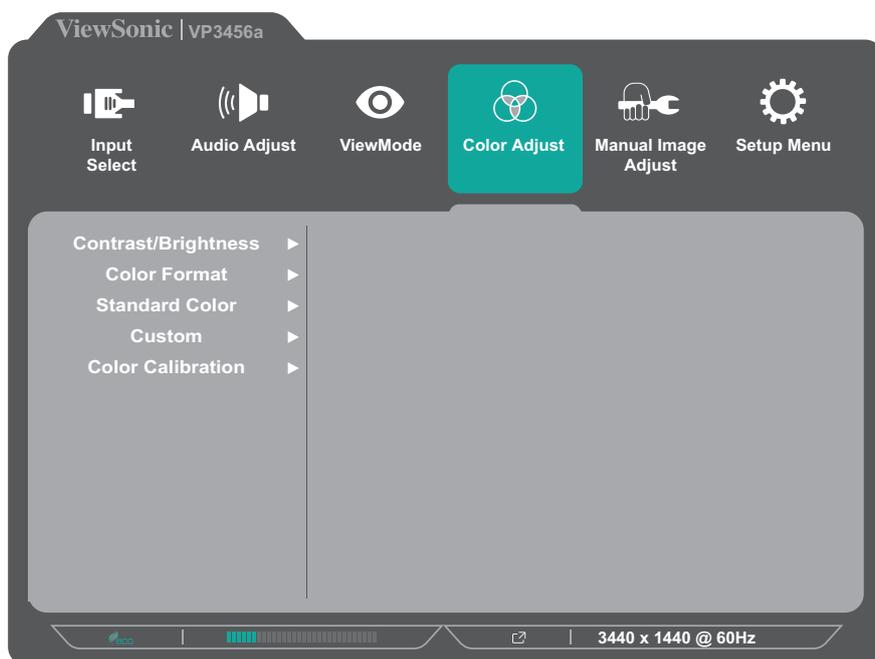 ViewSonic | VP3456a
Input
Select
Audio Adjust
ViewMode
Color Adjust
Manual Image
Adjust
Setup Menu
Contrast/Brightness
Color Format
Standard Color
Custom
Color Calibration
eco
3440 x 1440 @ 60Hz